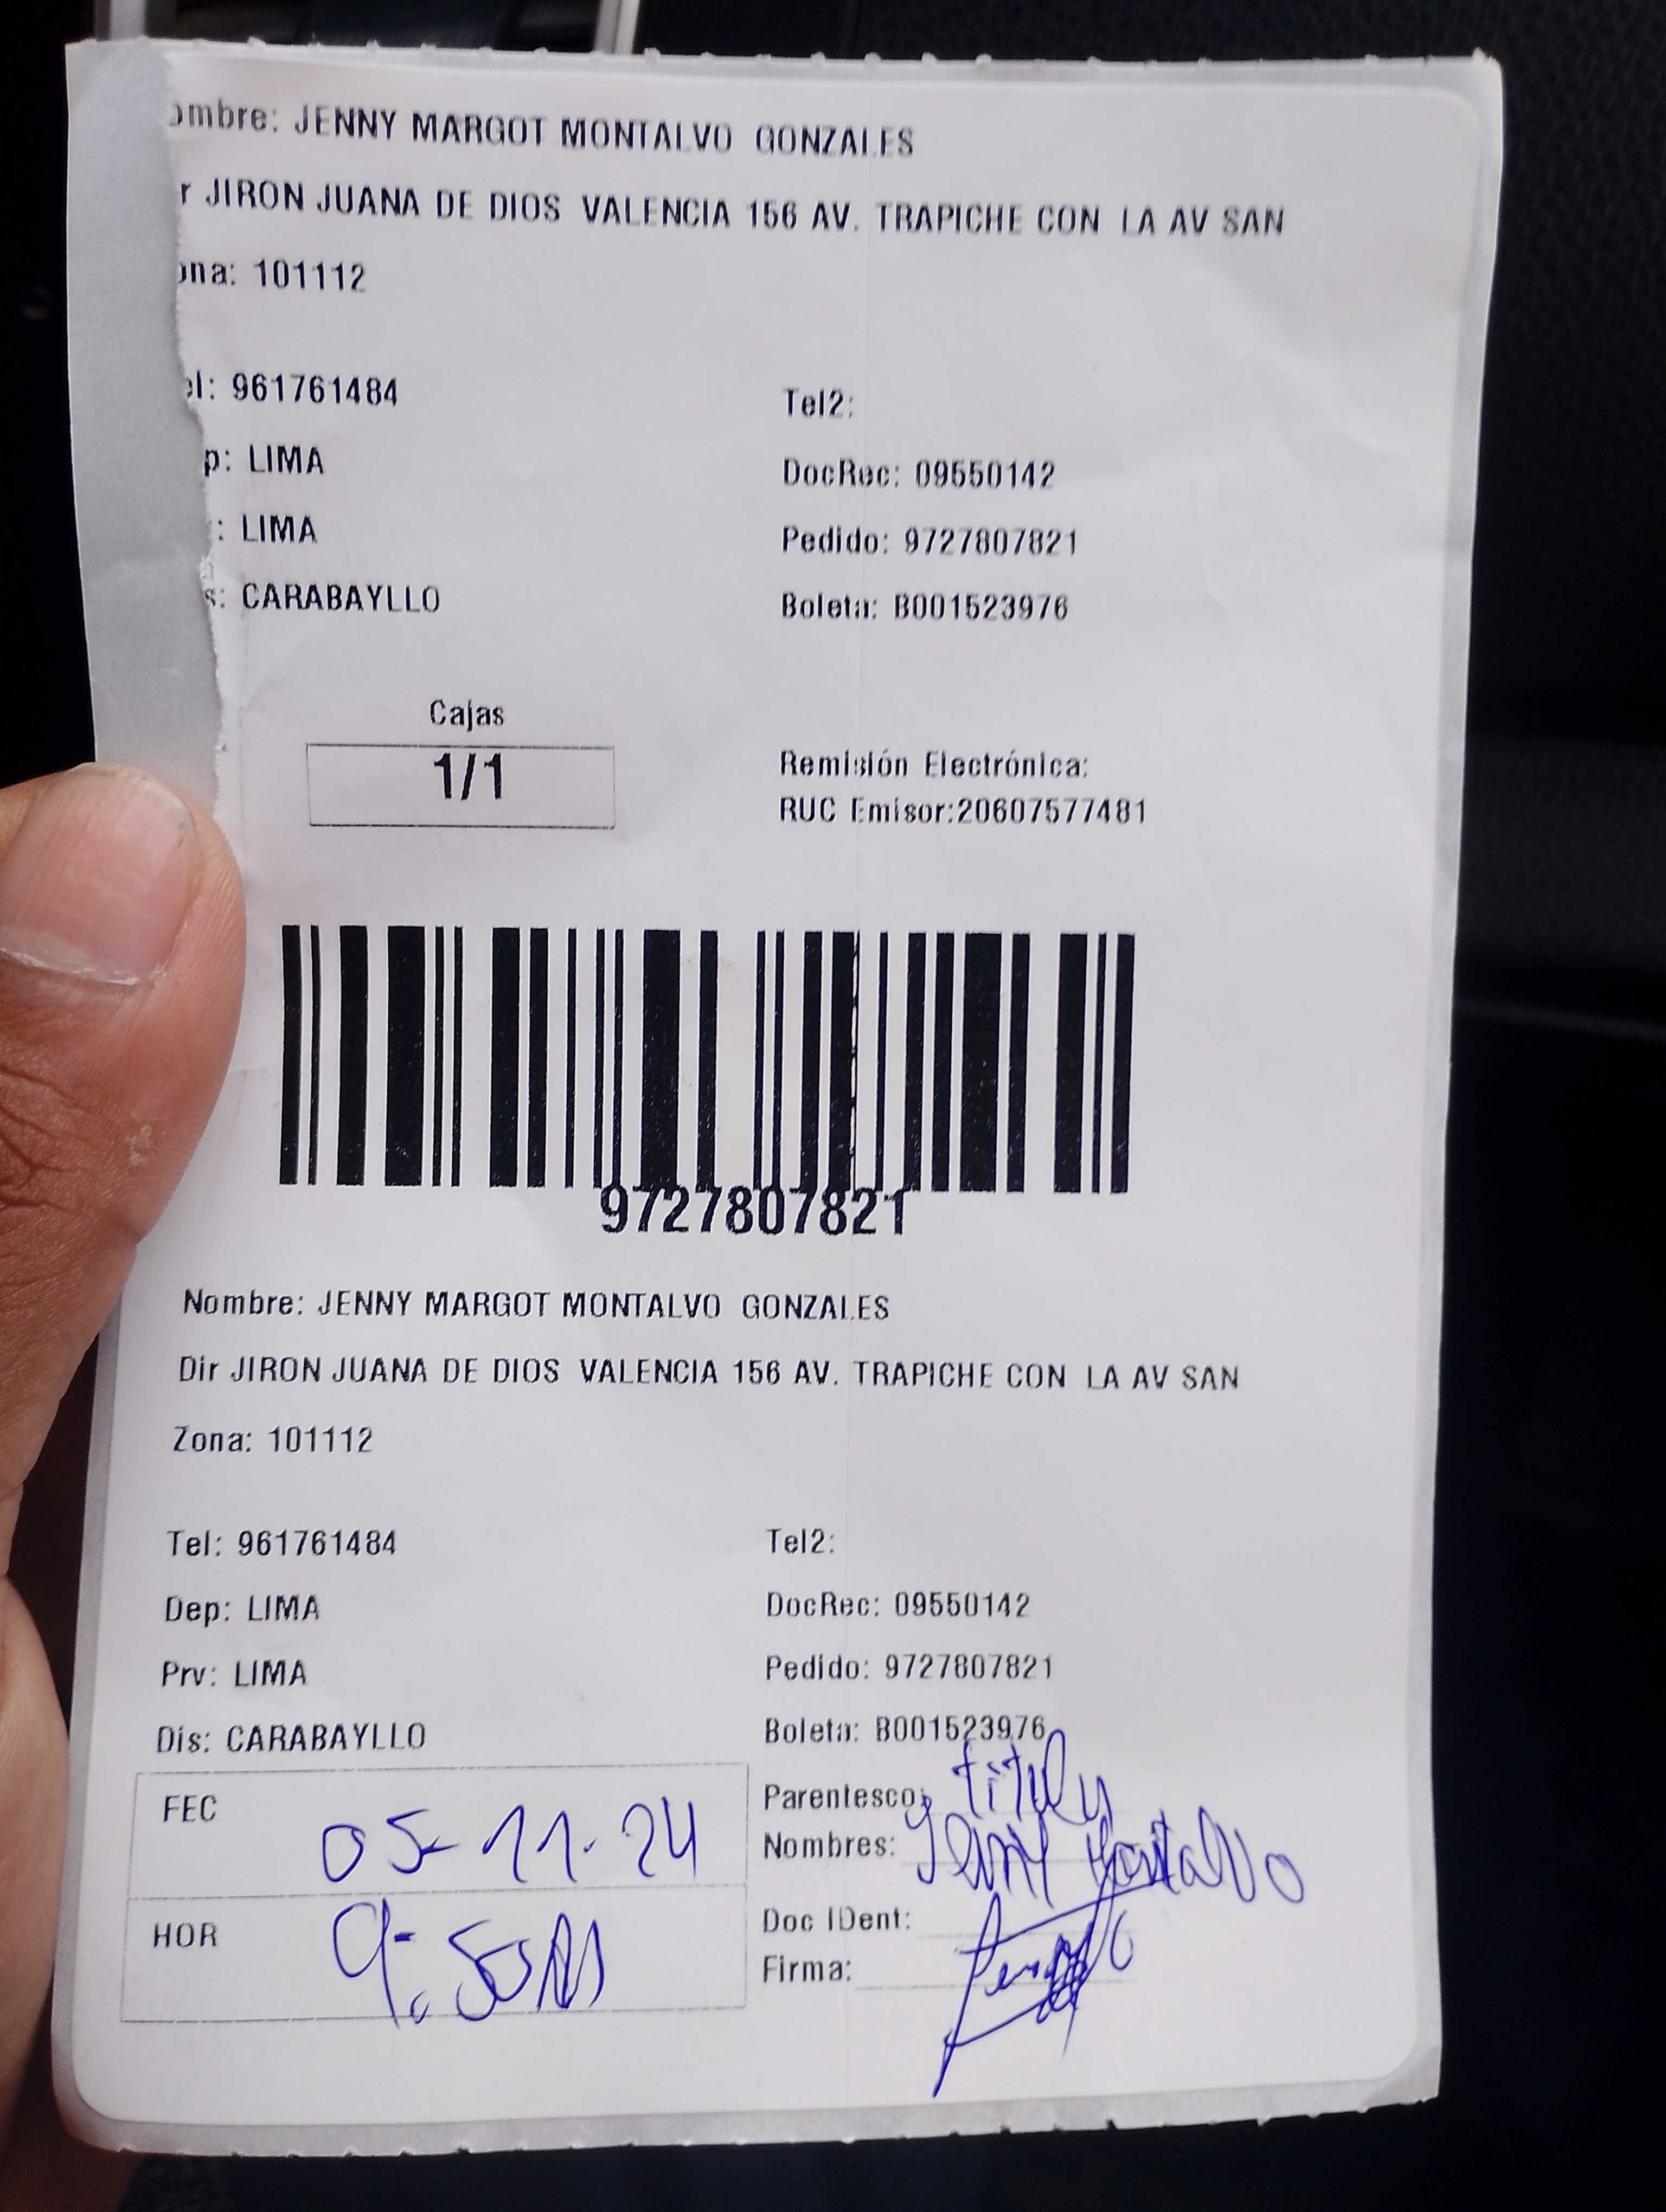 ombre: JENNY MARGOT MONTALVO GONZALES
r JIRON JUANA DE DIOS VALENCIA 156 AV. TRAPICHE CON LA AV SAN
ona: 101112
el: 961761484 Tel2:
p: LIMA DocRec: 09550142
: LIMA Pedido: 9727807821
s: CARABAYLLO Boleta: B001523976
Cajas
1/1
Remisión Electrónica:
RUC Emisor:20607577481
9727807821
Nombre: JENNY MARGOT MONTALVO GONZALES
Dir JIRON JUANA DE DIOS VALENCIA 156 AV. TRAPICHE CON LA AV SAN
Zona: 101112
Tel: 961761484 Tel2:
Dep: LIMA DocRec: 09550142
Prv: LIMA Pedido: 9727807821
Dis: CARABAYLLO Boleta: B001523976
FEC 05-11.24
Parentesco:
Nombres: Jenny Montalvo
HOR
Doc IDent:
Firma: